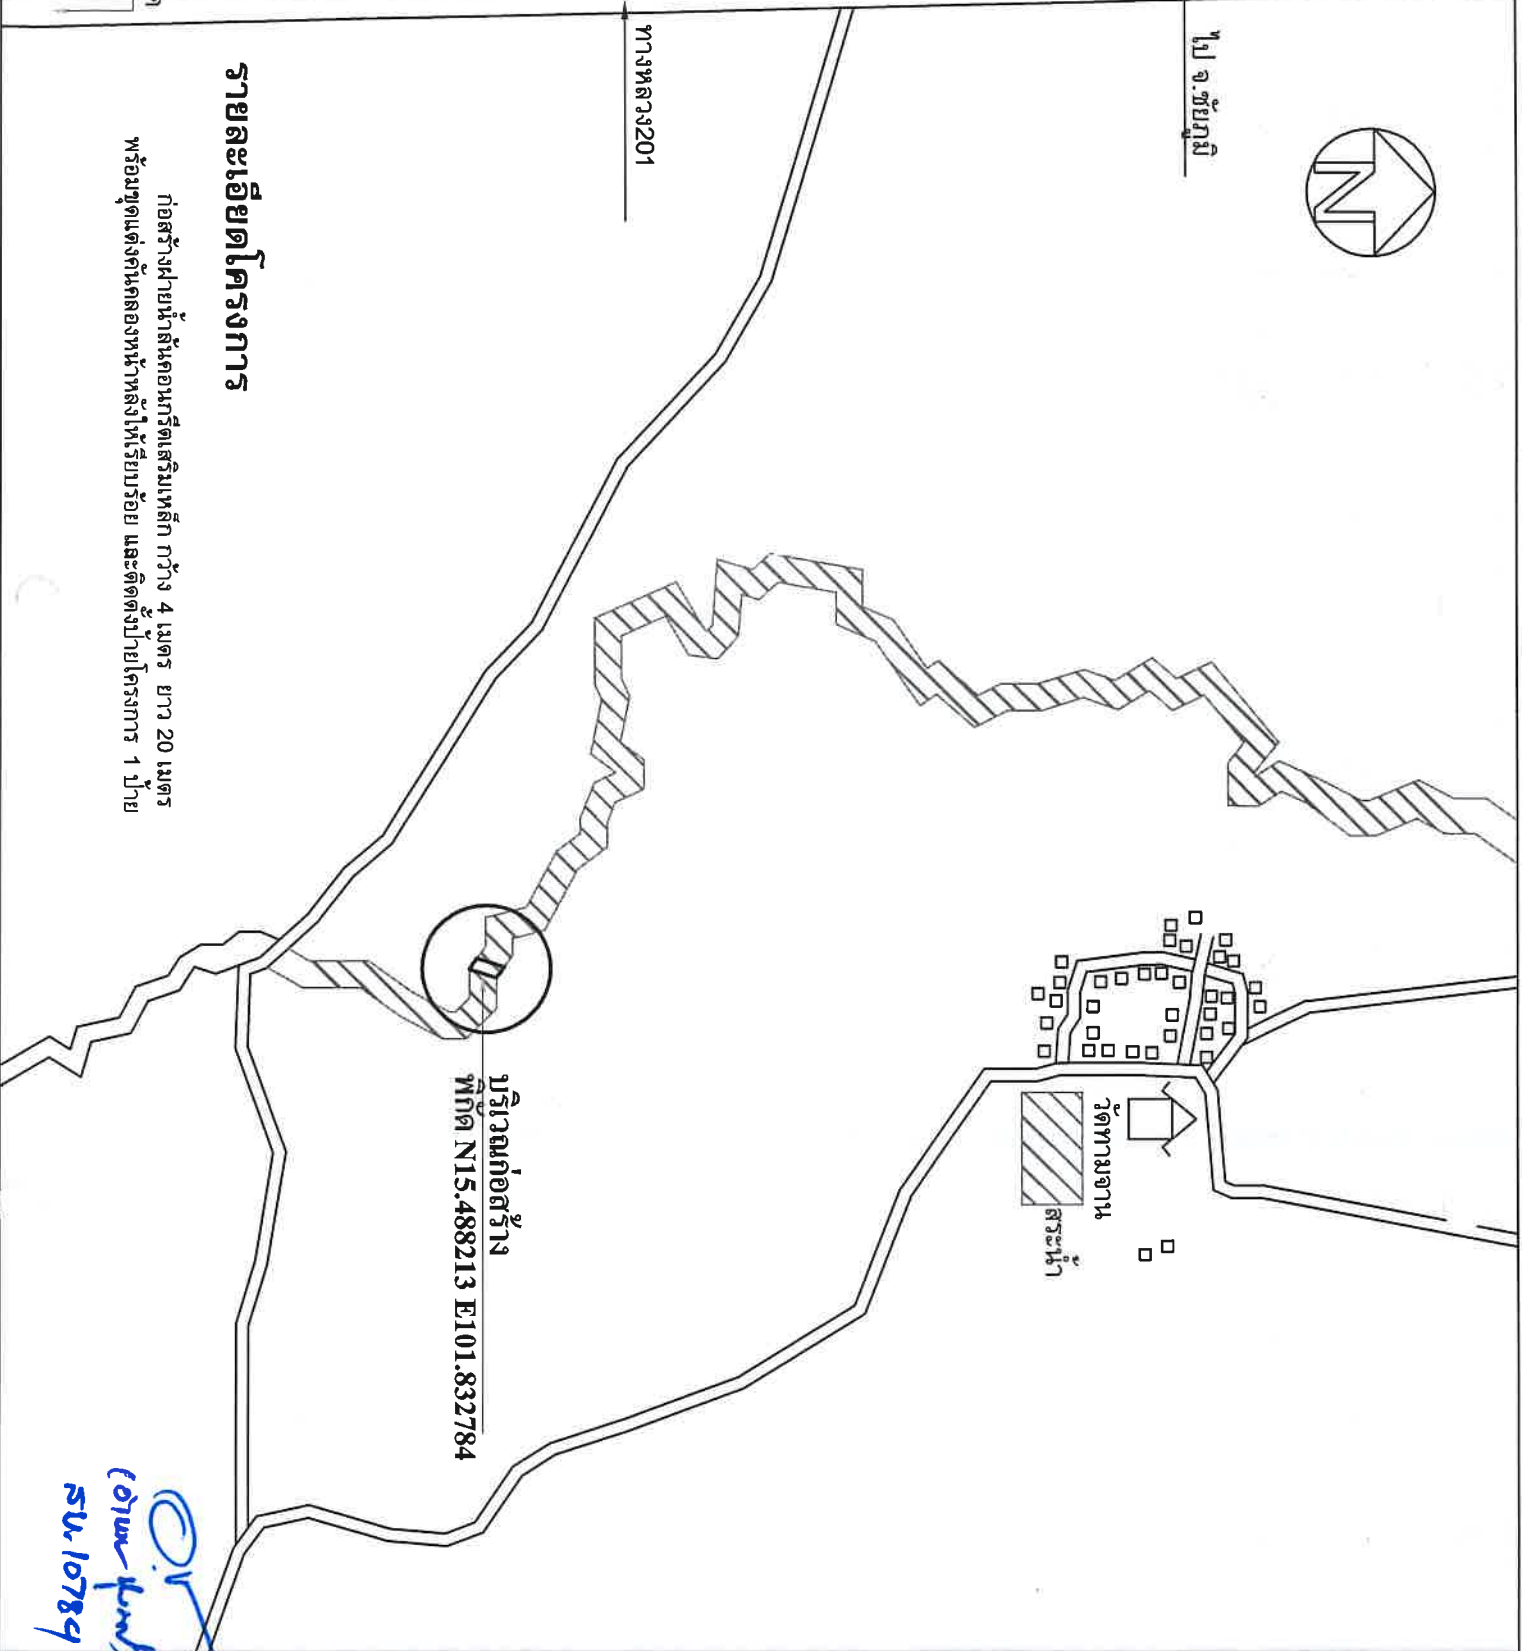 ไป จ.ชัยภูมิ
N
ทางหลวง201
วัดทามจาน
สระน้ำ
บริเวณก่อสร้าง
พิกัด N15.488213 E101.832784
รายละเอียดโครงการ
ก่อสร้างฝายน้ำล้นคอนกรีตเสริมเหล็ก กว้าง 4 เมตร ยาว 20 เมตร
พร้อมขุดแต่งคันคลองหน้าหลังให้เรียบร้อย และติดตั้งป้ายโครงการ 1 ป้าย
สย.10784